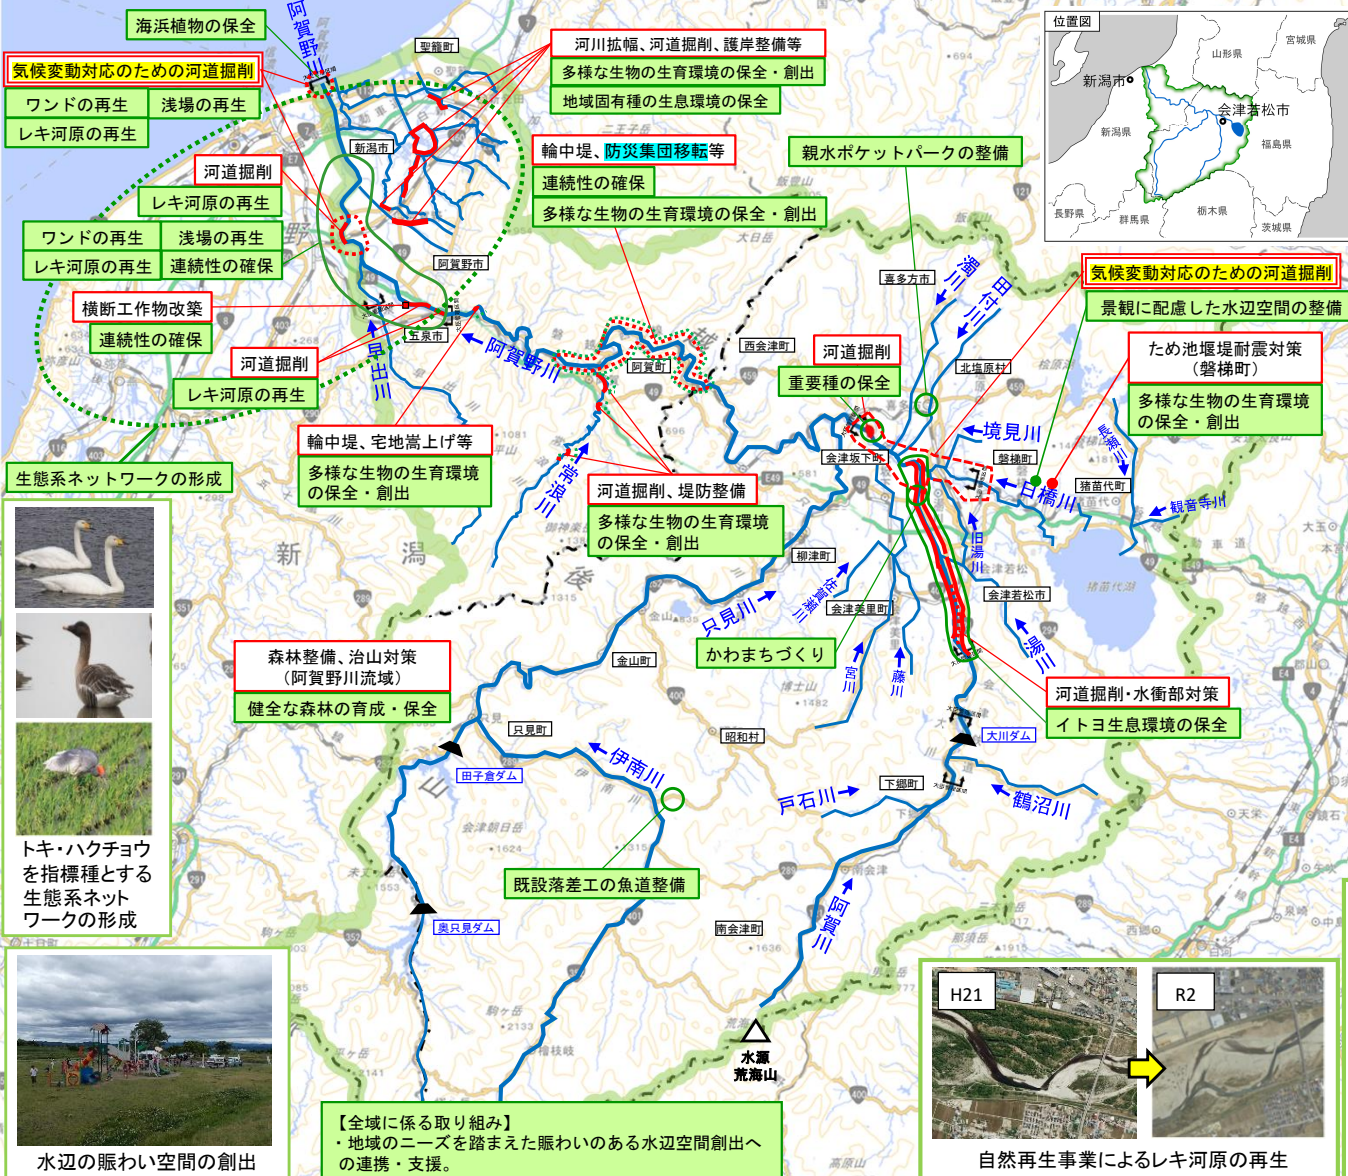 海浜植物の保全
阿賀野川
聖籠町
気候変動対応のための河道掘削
ワンドの再生
浅場の再生
レキ河原の再生
河川拡幅、河道掘削、護岸整備等
多様な生物の生育環境の保全・創出
地域固有種の生息環境の保全
新潟市
河道掘削
レキ河原の再生
ワンドの再生
浅場の再生
レキ河原の再生
連続性の確保
阿賀野市
横断工作物改築
連続性の確保
五泉市
河道掘削
レキ河原の再生
早出川
生態系ネットワークの形成
輪中堤、防災集団移転等
連続性の確保
多様な生物の生育環境の保全・創出
阿賀野川
阿賀町
輪中堤、宅地嵩上げ等
多様な生物の生育環境
の保全・創出
常浪川
河道掘削、堤防整備
多様な生物の生育環境
の保全・創出
親水ポケットパークの整備
位置図
新潟市
会津若松市
山形県
宮城県
新潟県
福島県
長野県
群馬県
栃木県
茨城県
喜多方市
濁川
田付川
西会津町
河道掘削
重要種の保全
北塩原村
気候変動対応のための河道掘削
景観に配慮した水辺空間の整備
ため池堰堤耐震対策
（磐梯町）
多様な生物の生育環境
の保全・創出
境見川
会津坂下町
磐梯町
日橋川
長瀬川
猪苗代町
観音寺川
猪苗代湖
旧湯川
柳津町
佐賀瀬川
会津美里町
会津若松市
湯川
只見川
かわまちづくり
宮川
藤川
金山町
森林整備、治山対策
（阿賀野川流域）
健全な森林の育成・保全
河道掘削・水衝部対策
イトヨ生息環境の保全
昭和村
只見町
田子倉ダム
伊南川
大川ダム
下郷町
戸石川
鶴沼川
既設落差工の魚道整備
奥只見ダム
南会津町
阿賀川
水源
荒海山
トキ・ハクチョウ
を指標種とする
生態系ネット
ワークの形成
水辺の賑わい空間の創出
【全域に係る取り組み】
・地域のニーズを踏まえた賑わいのある水辺空間創出へ
の連携・支援。
H21
R2
自然再生事業によるレキ河原の再生